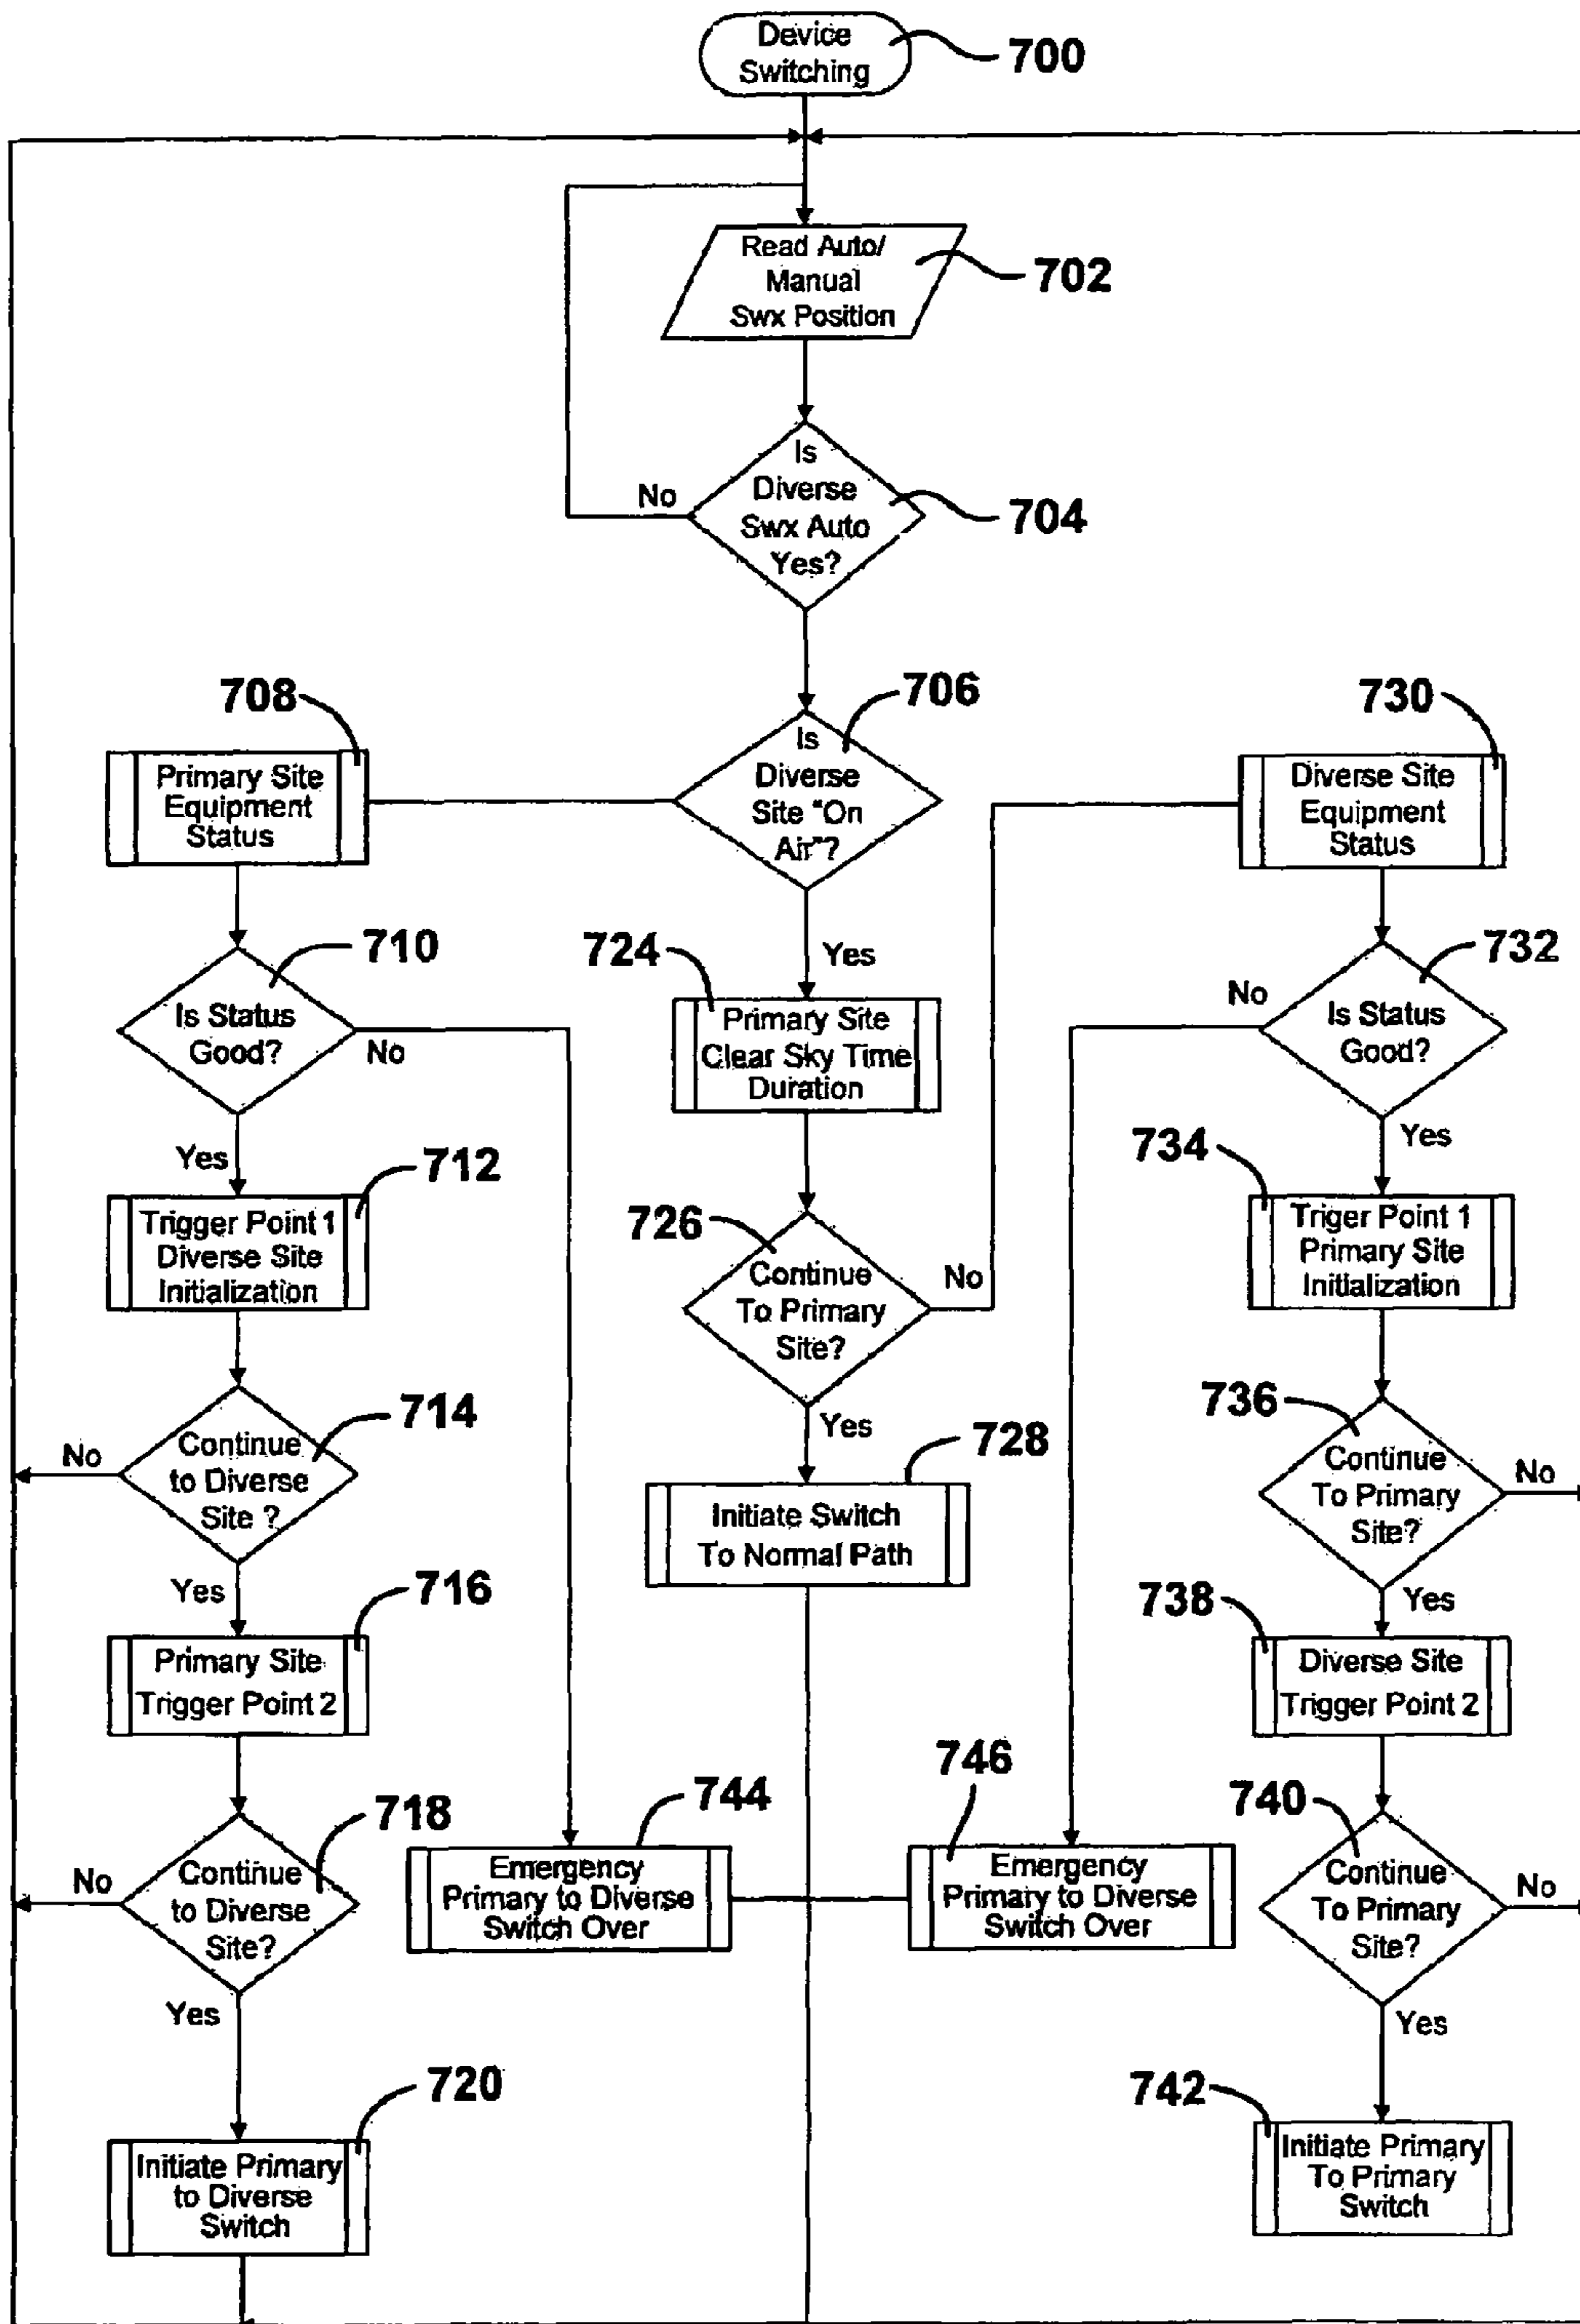 Device
Switching
700
Read Auto/
Manual
Swx Position
702
Is
Diverse
Swx Auto
Yes?
704
No
706
Is
Diverse
Site "On
Air"?
708
Primary Site
Equipment
Status
730
Diverse Site
Equipment
Status
710
Is Status
Good?
No
Yes
724
Yes
Primary Site
Clear Sky Time
Duration
732
No
Is Status
Good?
Yes
712
Trigger Point 1
Diverse Site
Initialization
726
Continue
To Primary
Site?
No
Yes
734
Triger Point 1
Primary Site
Initialization
714
Continue
to Diverse
Site ?
No
Yes
728
Initiate Switch
To Normal Path
736
Continue
To Primary
Site?
No
Yes
716
Primary Site
Trigger Point 2
738
Diverse Site
Trigger Point 2
718
Continue
to Diverse
Site?
No
Yes
744
Emergency
Primary to Diverse
Switch Over
746
Emergency
Primary to Diverse
Switch Over
740
Continue
To Primary
Site?
No
Yes
720
Initiate Primary
to Diverse
Switch
742
Initiate Primary
To Primary
Switch